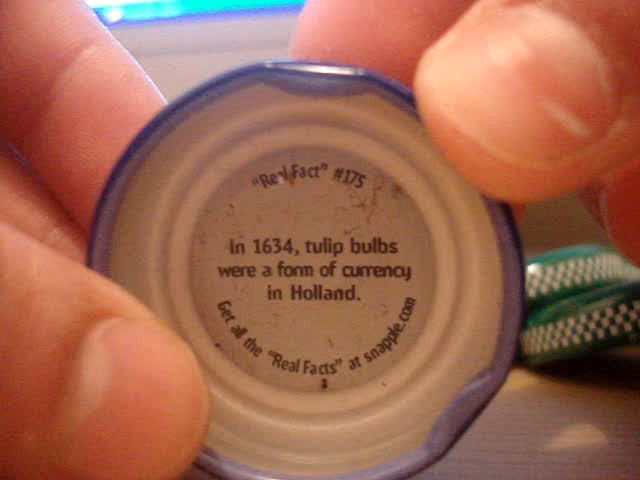 "Real Fact" #175
In 1634, tulip bulbs
were a form of currency
in Holland.
Get all the "Real Facts" at snapple.com